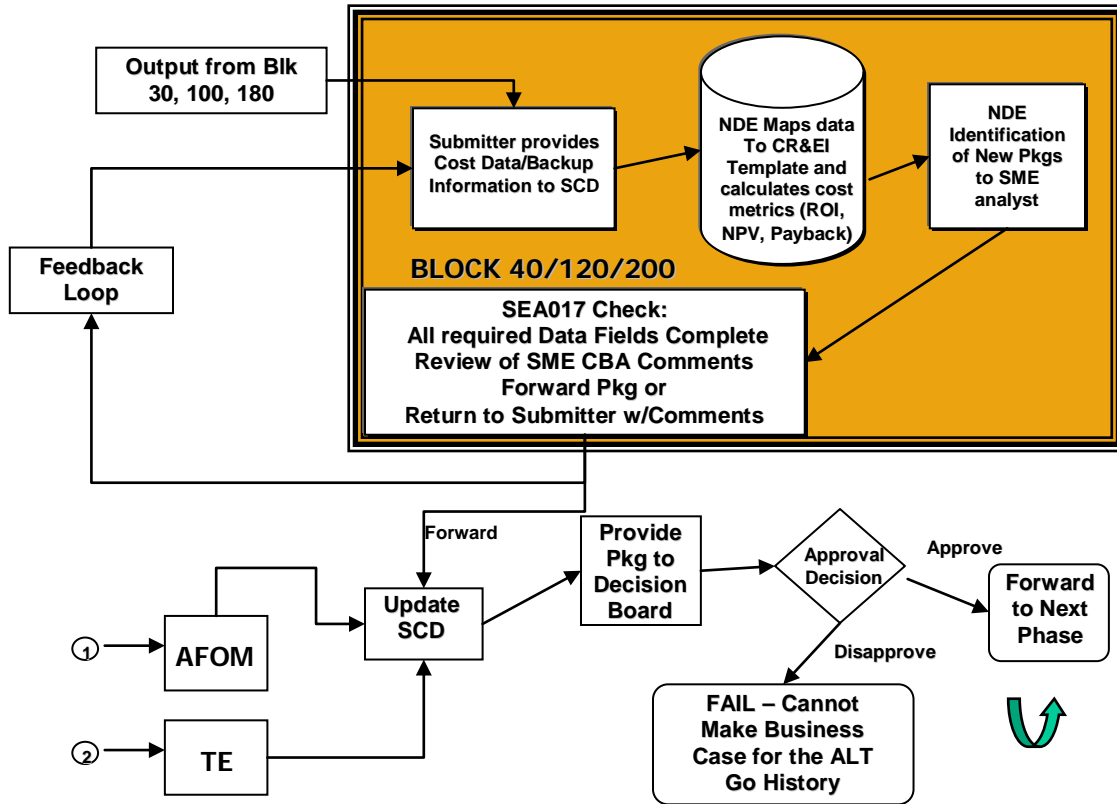 Output from Blk
30, 100, 180
Submitter provides
Cost Data/Backup
Information to SCD
NDE Maps data
To CR&EI
Template and
calculates cost
metrics (ROI,
NPV, Payback)
NDE
Identification
of New Pkgs
to SME
analyst
Feedback
Loop
BLOCK 40/120/200
SEA017 Check:
All required Data Fields Complete
Review of SME CBA Comments
Forward Pkg or
Return to Submitter w/Comments
Forward
Provide
Pkg to
Decision
Board
Approval
Decision
Approve
Forward
to Next
Phase
Update
SCD
1
AFOM
Disapprove
FAIL – Cannot
Make Business
Case for the ALT
Go History
2
TE